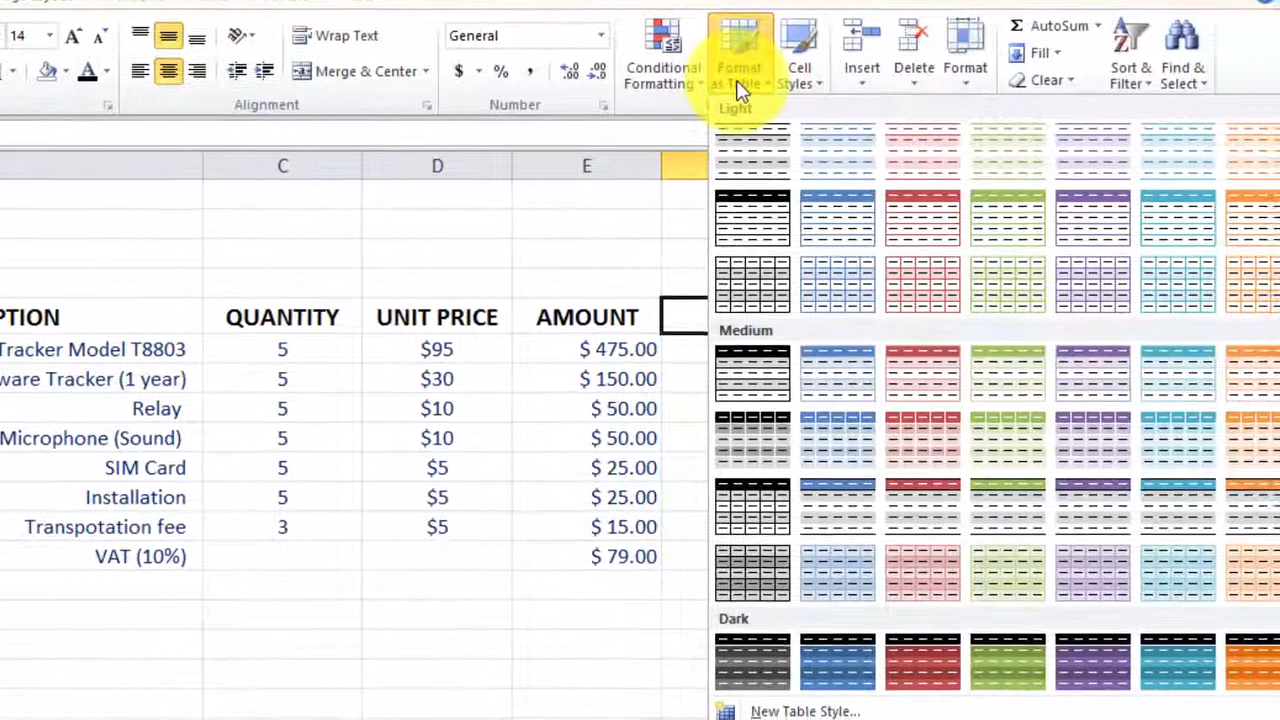 14
Wrap Text
General
Merge & Center
$ % ,
Conditional Formatting
Format as Table
Cell Styles
Insert
Delete
Format
Σ AutoSum
Fill
Clear
Sort & Filter
Find & Select
Alignment
Number
Light
C D E
PTION QUANTITY UNIT PRICE AMOUNT
Tracker Model T8803 5 $95 $ 475.00
ware Tracker (1 year) 5 $30 $ 150.00
Relay 5 $10 $ 50.00
Microphone (Sound) 5 $10 $ 50.00
SIM Card 5 $5 $ 25.00
Installation 5 $5 $ 25.00
Transpotation fee 3 $5 $ 15.00
VAT (10%) $ 79.00
Medium
Dark
New Table Style...